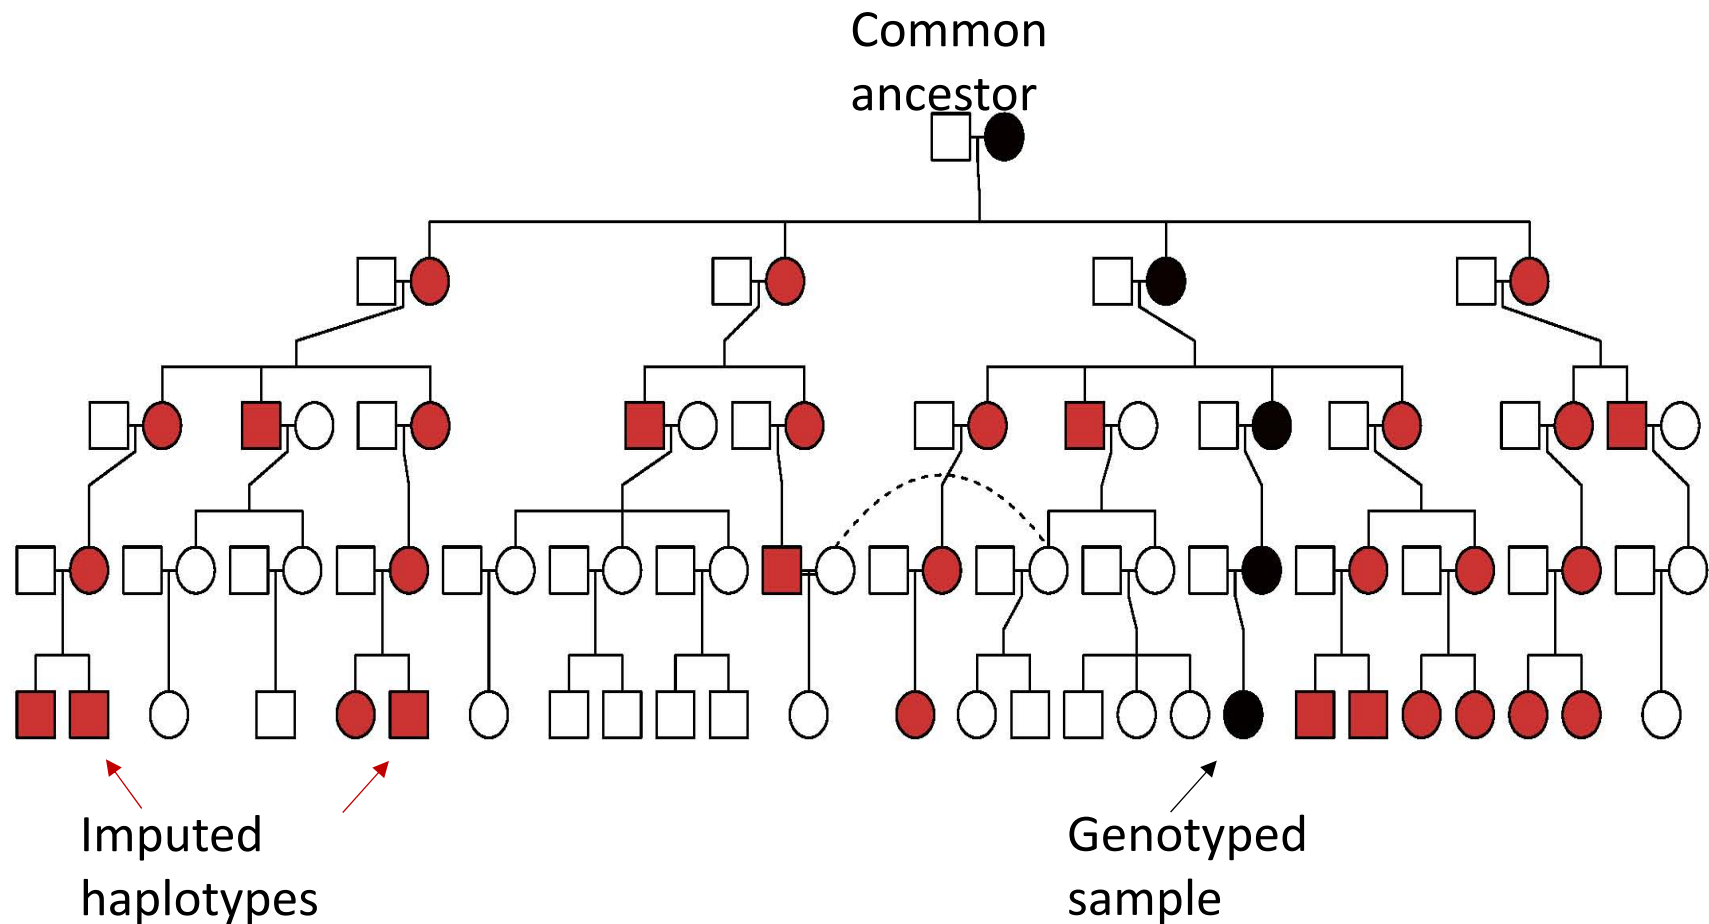 Common
ancestor
Imputed
haplotypes
Genotyped
sample